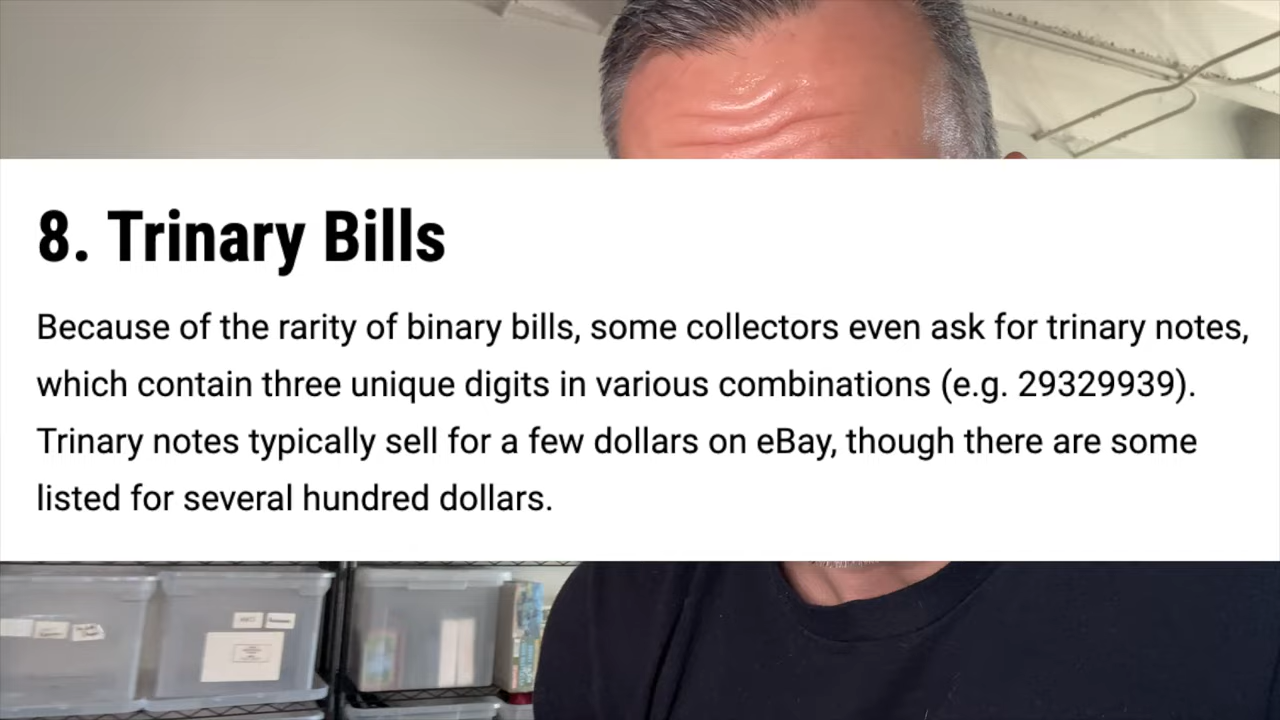 8. Trinary Bills
Because of the rarity of binary bills, some collectors even ask for trinary notes,
which contain three unique digits in various combinations (e.g. 29329939).
Trinary notes typically sell for a few dollars on eBay, though there are some
listed for several hundred dollars.